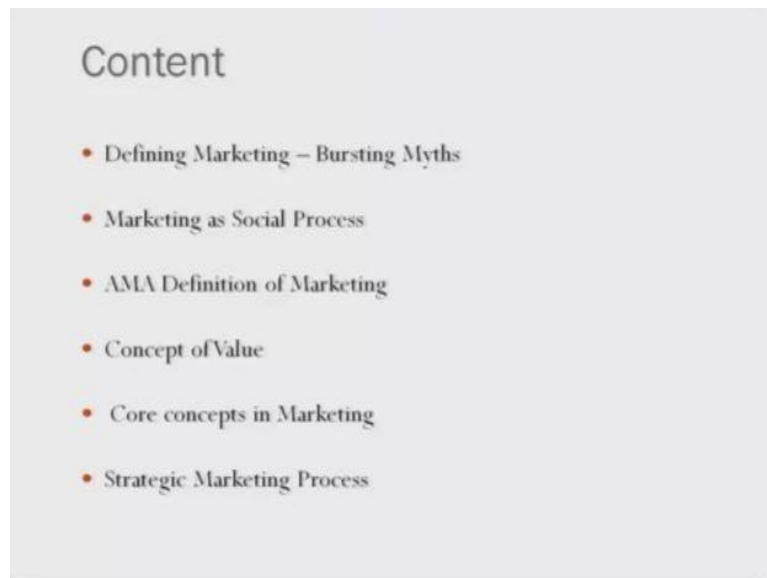 Content
• Defining Marketing – Bursting Myths
• Marketing as Social Process
• AMA Definition of Marketing
• Concept of Value
• Core concepts in Marketing
• Strategic Marketing Process